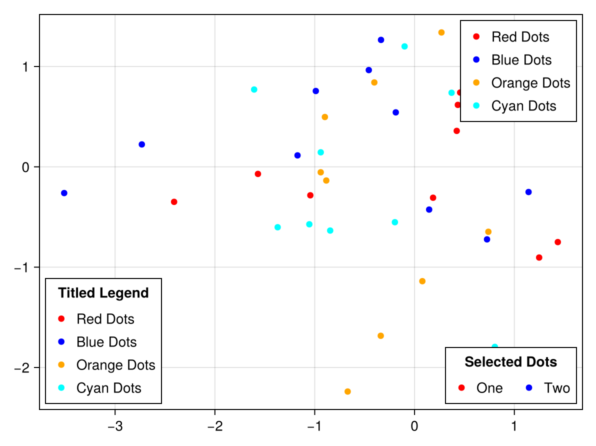 Red Dots
Blue Dots
Orange Dots
Cyan Dots
1
0
−1
−2
Titled Legend
Red Dots
Blue Dots
Orange Dots
Cyan Dots
Selected Dots
One Two
−3 −2 −1 0 1